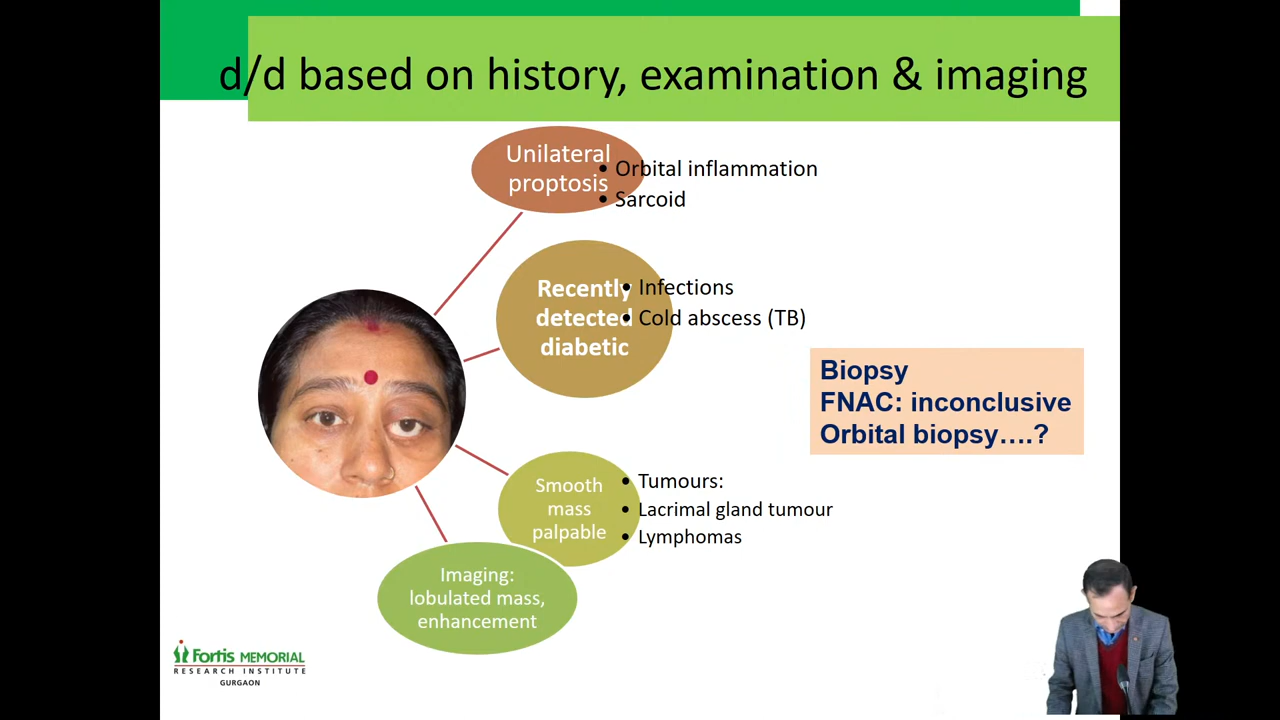 d/d based on history, examination & imaging
Unilateral
proptosis
• Orbital inflammation
• Sarcoid
Recently
detected
diabetic
• Infections
• Cold abscess (TB)
Biopsy
FNAC: inconclusive
Orbital biopsy….?
Smooth
mass
palpable
• Tumours:
• Lacrimal gland tumour
• Lymphomas
Imaging:
lobulated mass,
enhancement
Fortis MEMORIAL
RESEARCH INSTITUTE
GURGAON